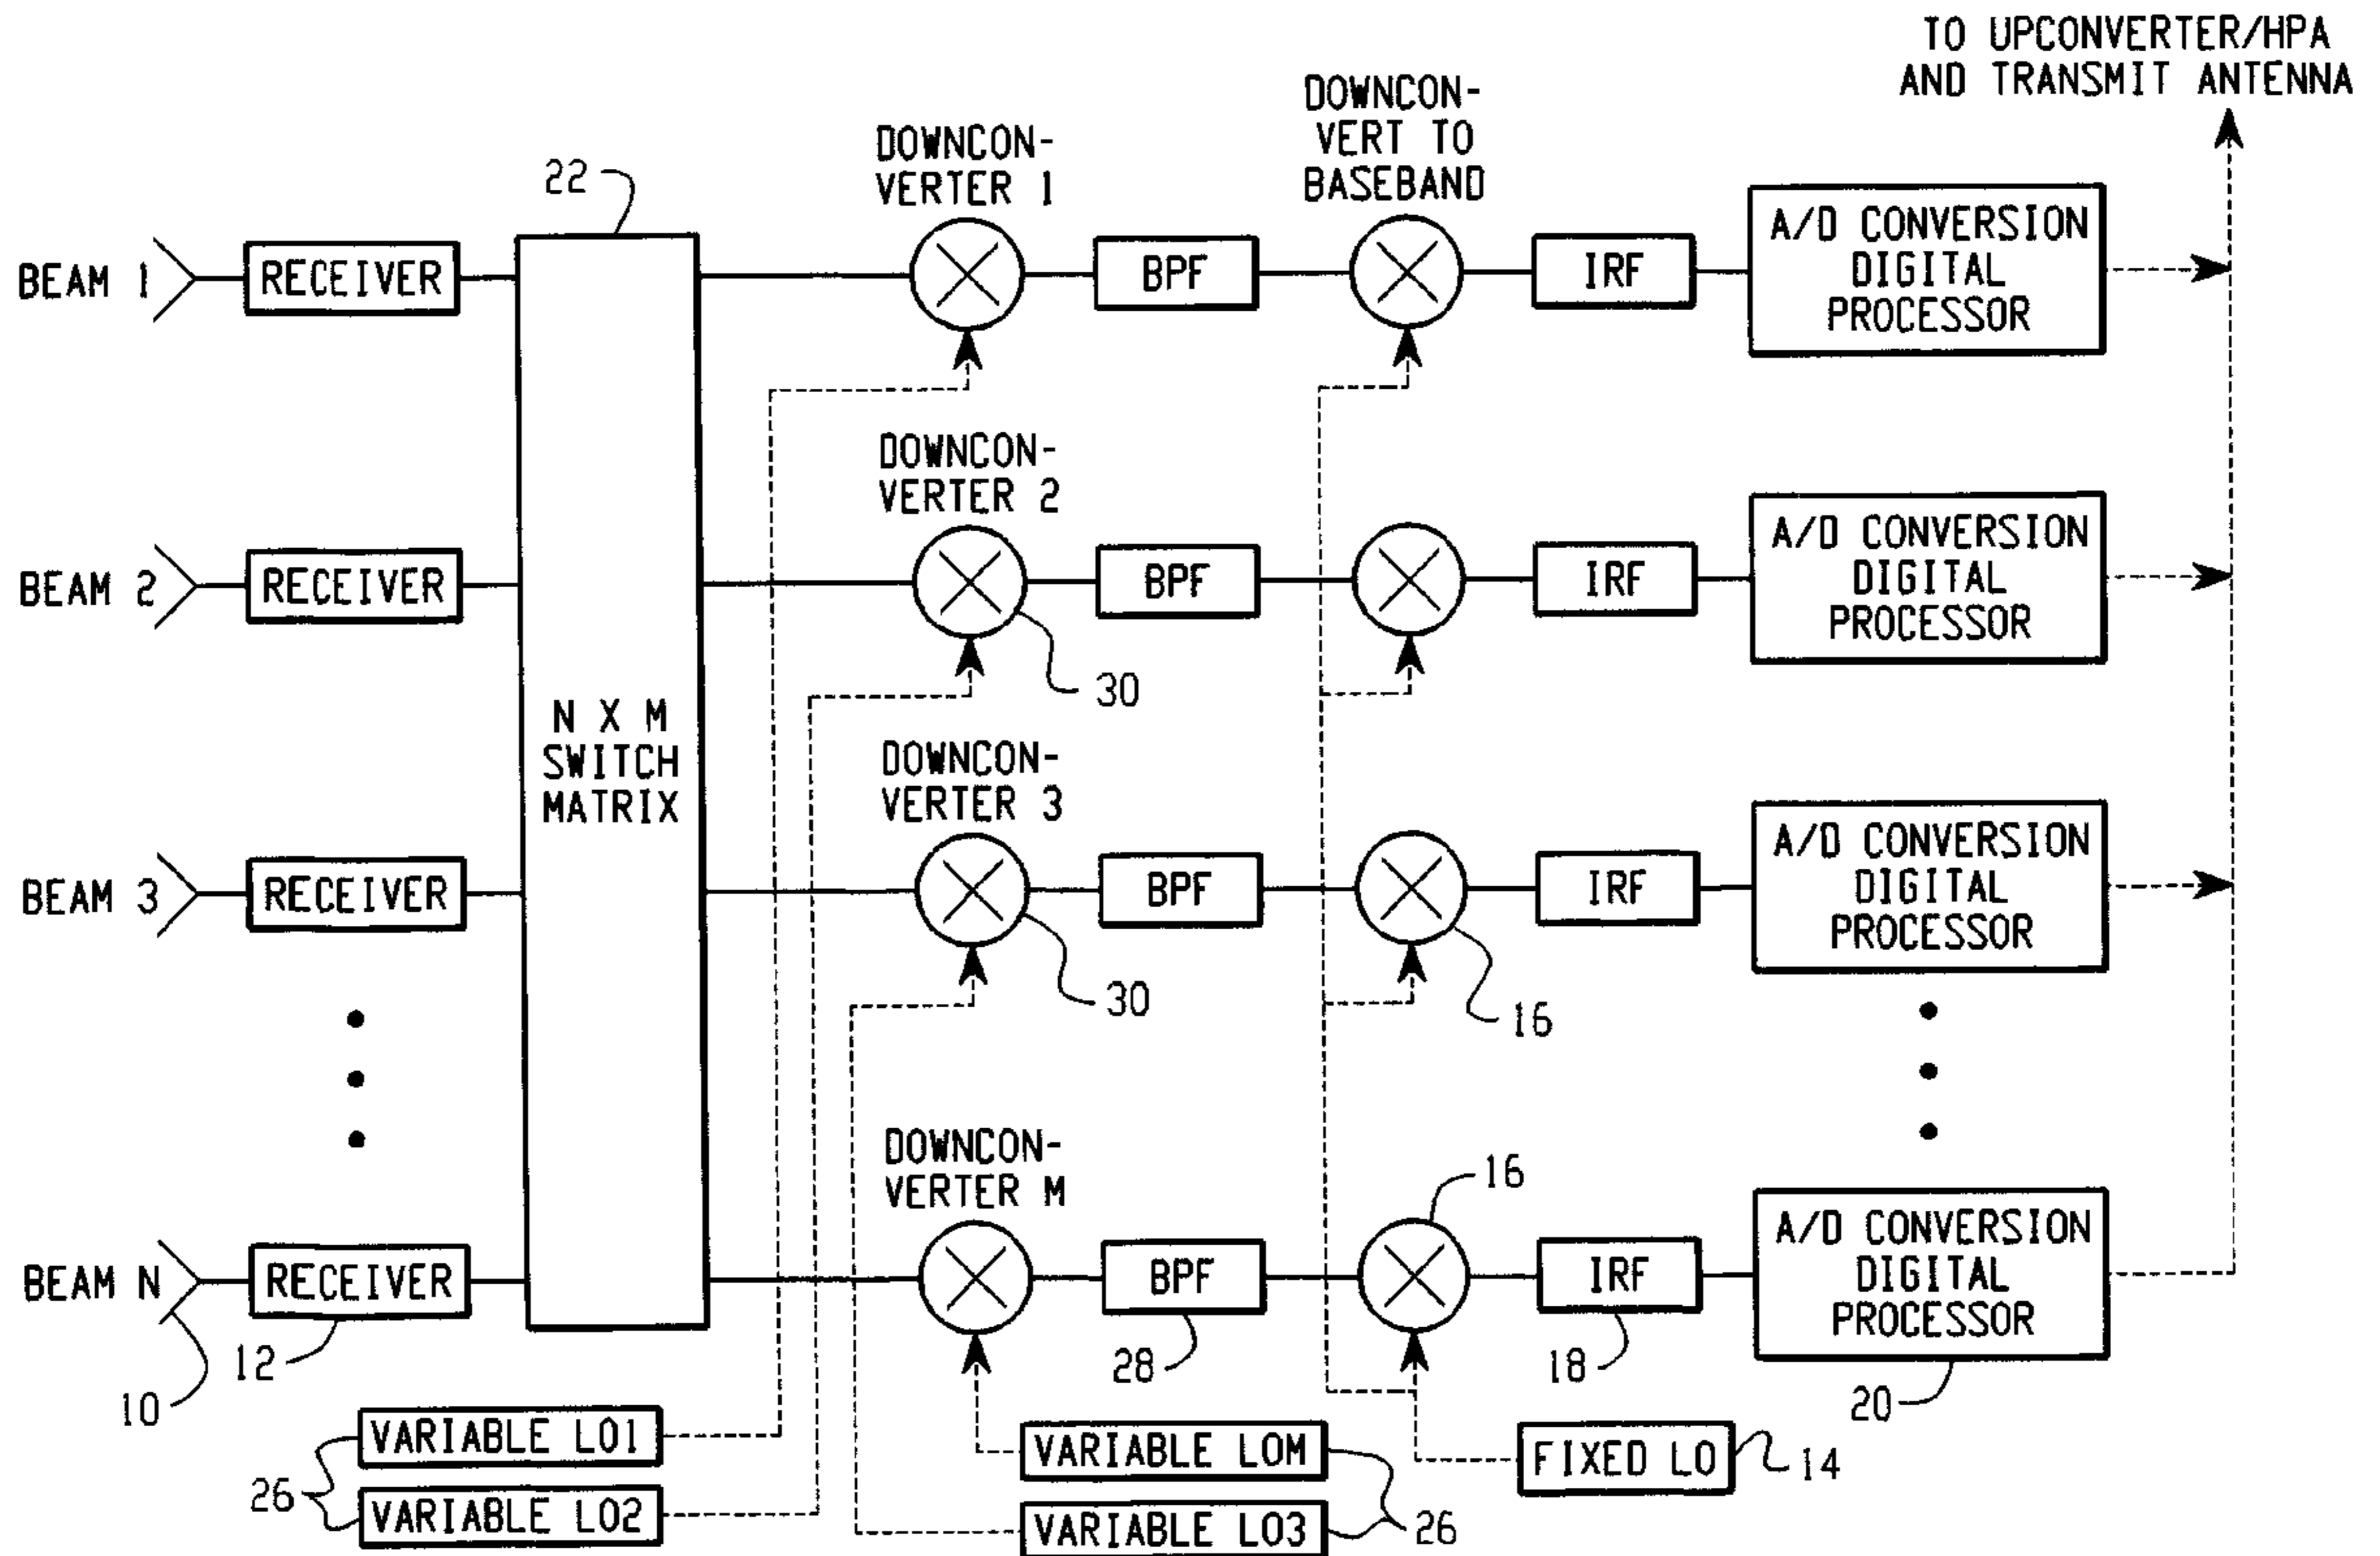 TO UPCONVERTER/HPA
AND TRANSMIT ANTENNA
DOWNCON-
VERT TO
BASEBAND
DOWNCON-
VERTER 1
22
BEAM 1
RECEIVER
BPF
IRF
A/D CONVERSION
DIGITAL
PROCESSOR
DOWNCON-
VERTER 2
BEAM 2
RECEIVER
BPF
IRF
A/D CONVERSION
DIGITAL
PROCESSOR
30
N X M
SWITCH
MATRIX
DOWNCON-
VERTER 3
BEAM 3
RECEIVER
BPF
IRF
A/D CONVERSION
DIGITAL
PROCESSOR
30
16
DOWNCON-
VERTER M
16
BEAM N
RECEIVER
BPF
IRF
A/D CONVERSION
DIGITAL
PROCESSOR
10
12
28
18
20
VARIABLE LO1
VARIABLE LO2
26
VARIABLE LOM
VARIABLE LO3
26
FIXED LO
14